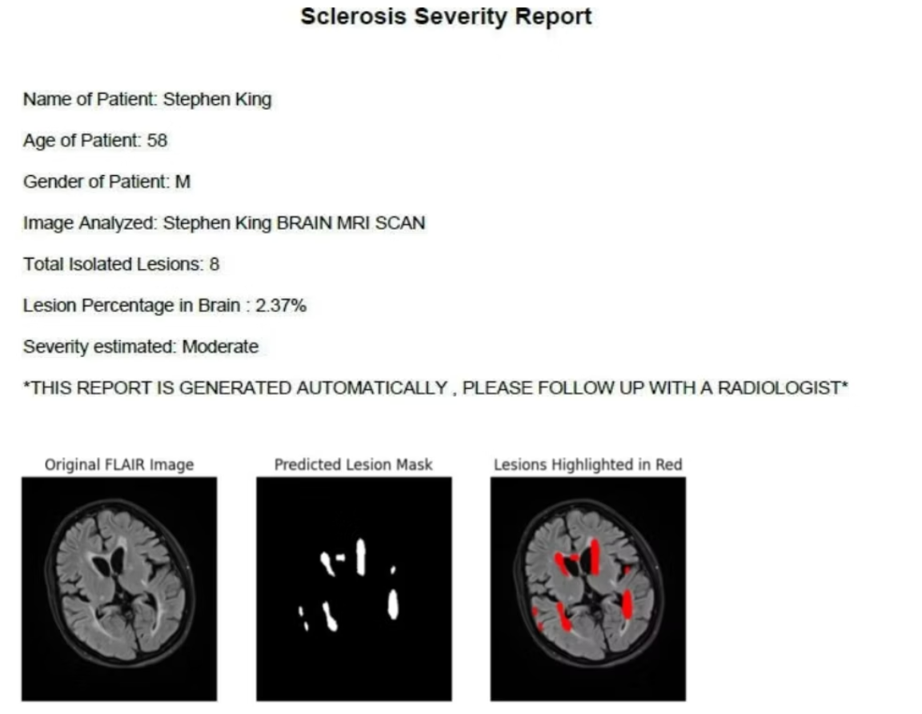 Sclerosis Severity Report
Name of Patient: Stephen King
Age of Patient: 58
Gender of Patient: M
Image Analyzed: Stephen King BRAIN MRI SCAN
Total Isolated Lesions: 8
Lesion Percentage in Brain : 2.37%
Severity estimated: Moderate
*THIS REPORT IS GENERATED AUTOMATICALLY , PLEASE FOLLOW UP WITH A RADIOLOGIST*
Original FLAIR Image
Predicted Lesion Mask
Lesions Highlighted in Red